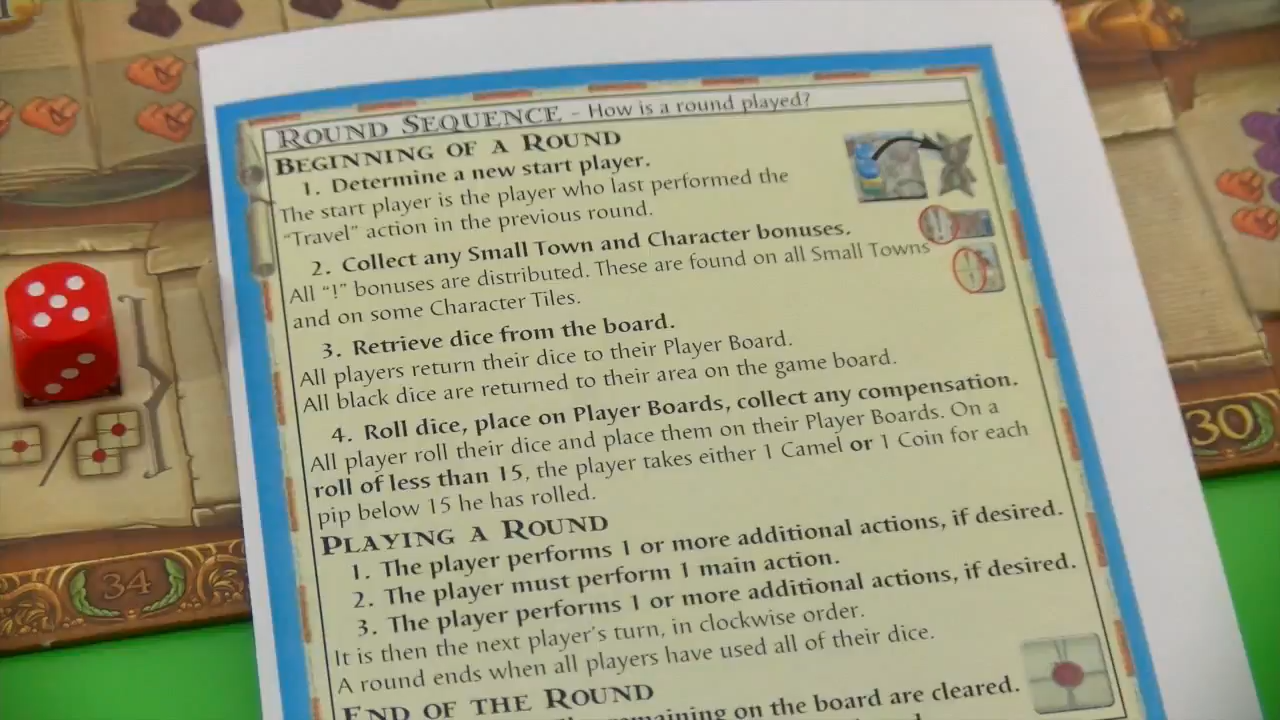 ROUND SEQUENCE - How is a round played?
BEGINNING OF A ROUND
1. Determine a new start player.
The start player is the player who last performed the
"Travel" action in the previous round.
2. Collect any Small Town and Character bonuses.
All "!" bonuses are distributed. These are found on all Small Towns
and on some Character Tiles.
3. Retrieve dice from the board.
All players return their dice to their Player Board.
All black dice are returned to their area on the game board.
4. Roll dice, place on Player Boards, collect any compensation.
All player roll their dice and place them on their Player Boards. On a
roll of less than 15, the player takes either 1 Camel or 1 Coin for each
pip below 15 he has rolled.
PLAYING A ROUND
1. The player performs 1 or more additional actions, if desired.
2. The player must perform 1 main action.
3. The player performs 1 or more additional actions, if desired.
It is then the next player's turn, in clockwise order.
A round ends when all players have used all of their dice.
END OF THE ROUND
remaining on the board are cleared.
34
30